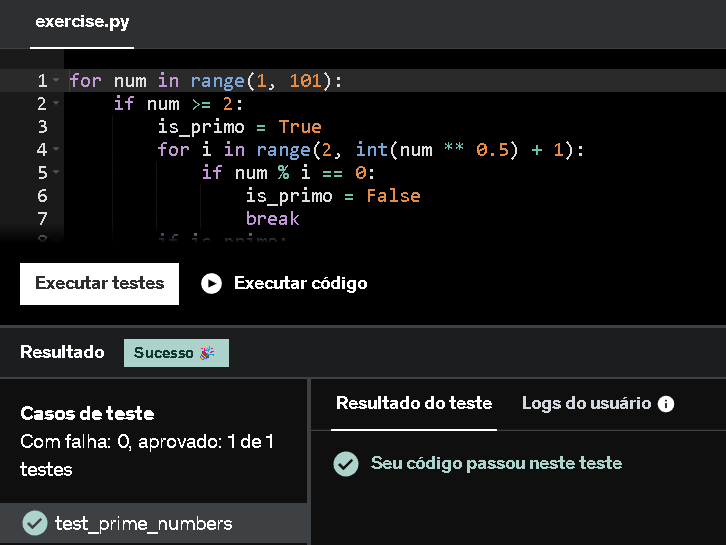 exercise.py
1 for num in range(1, 101):
2 if num >= 2:
3 is_primo = True
4 for i in range(2, int(num ** 0.5) + 1):
5 if num % i == 0:
6 is_primo = False
7 break
8 if is_primo:
Executar testes
Executar código
Resultado
Sucesso 🎉
Casos de teste
Com falha: 0, aprovado: 1 de 1
testes
test_prime_numbers
Resultado do teste
Logs do usuário
Seu código passou neste teste